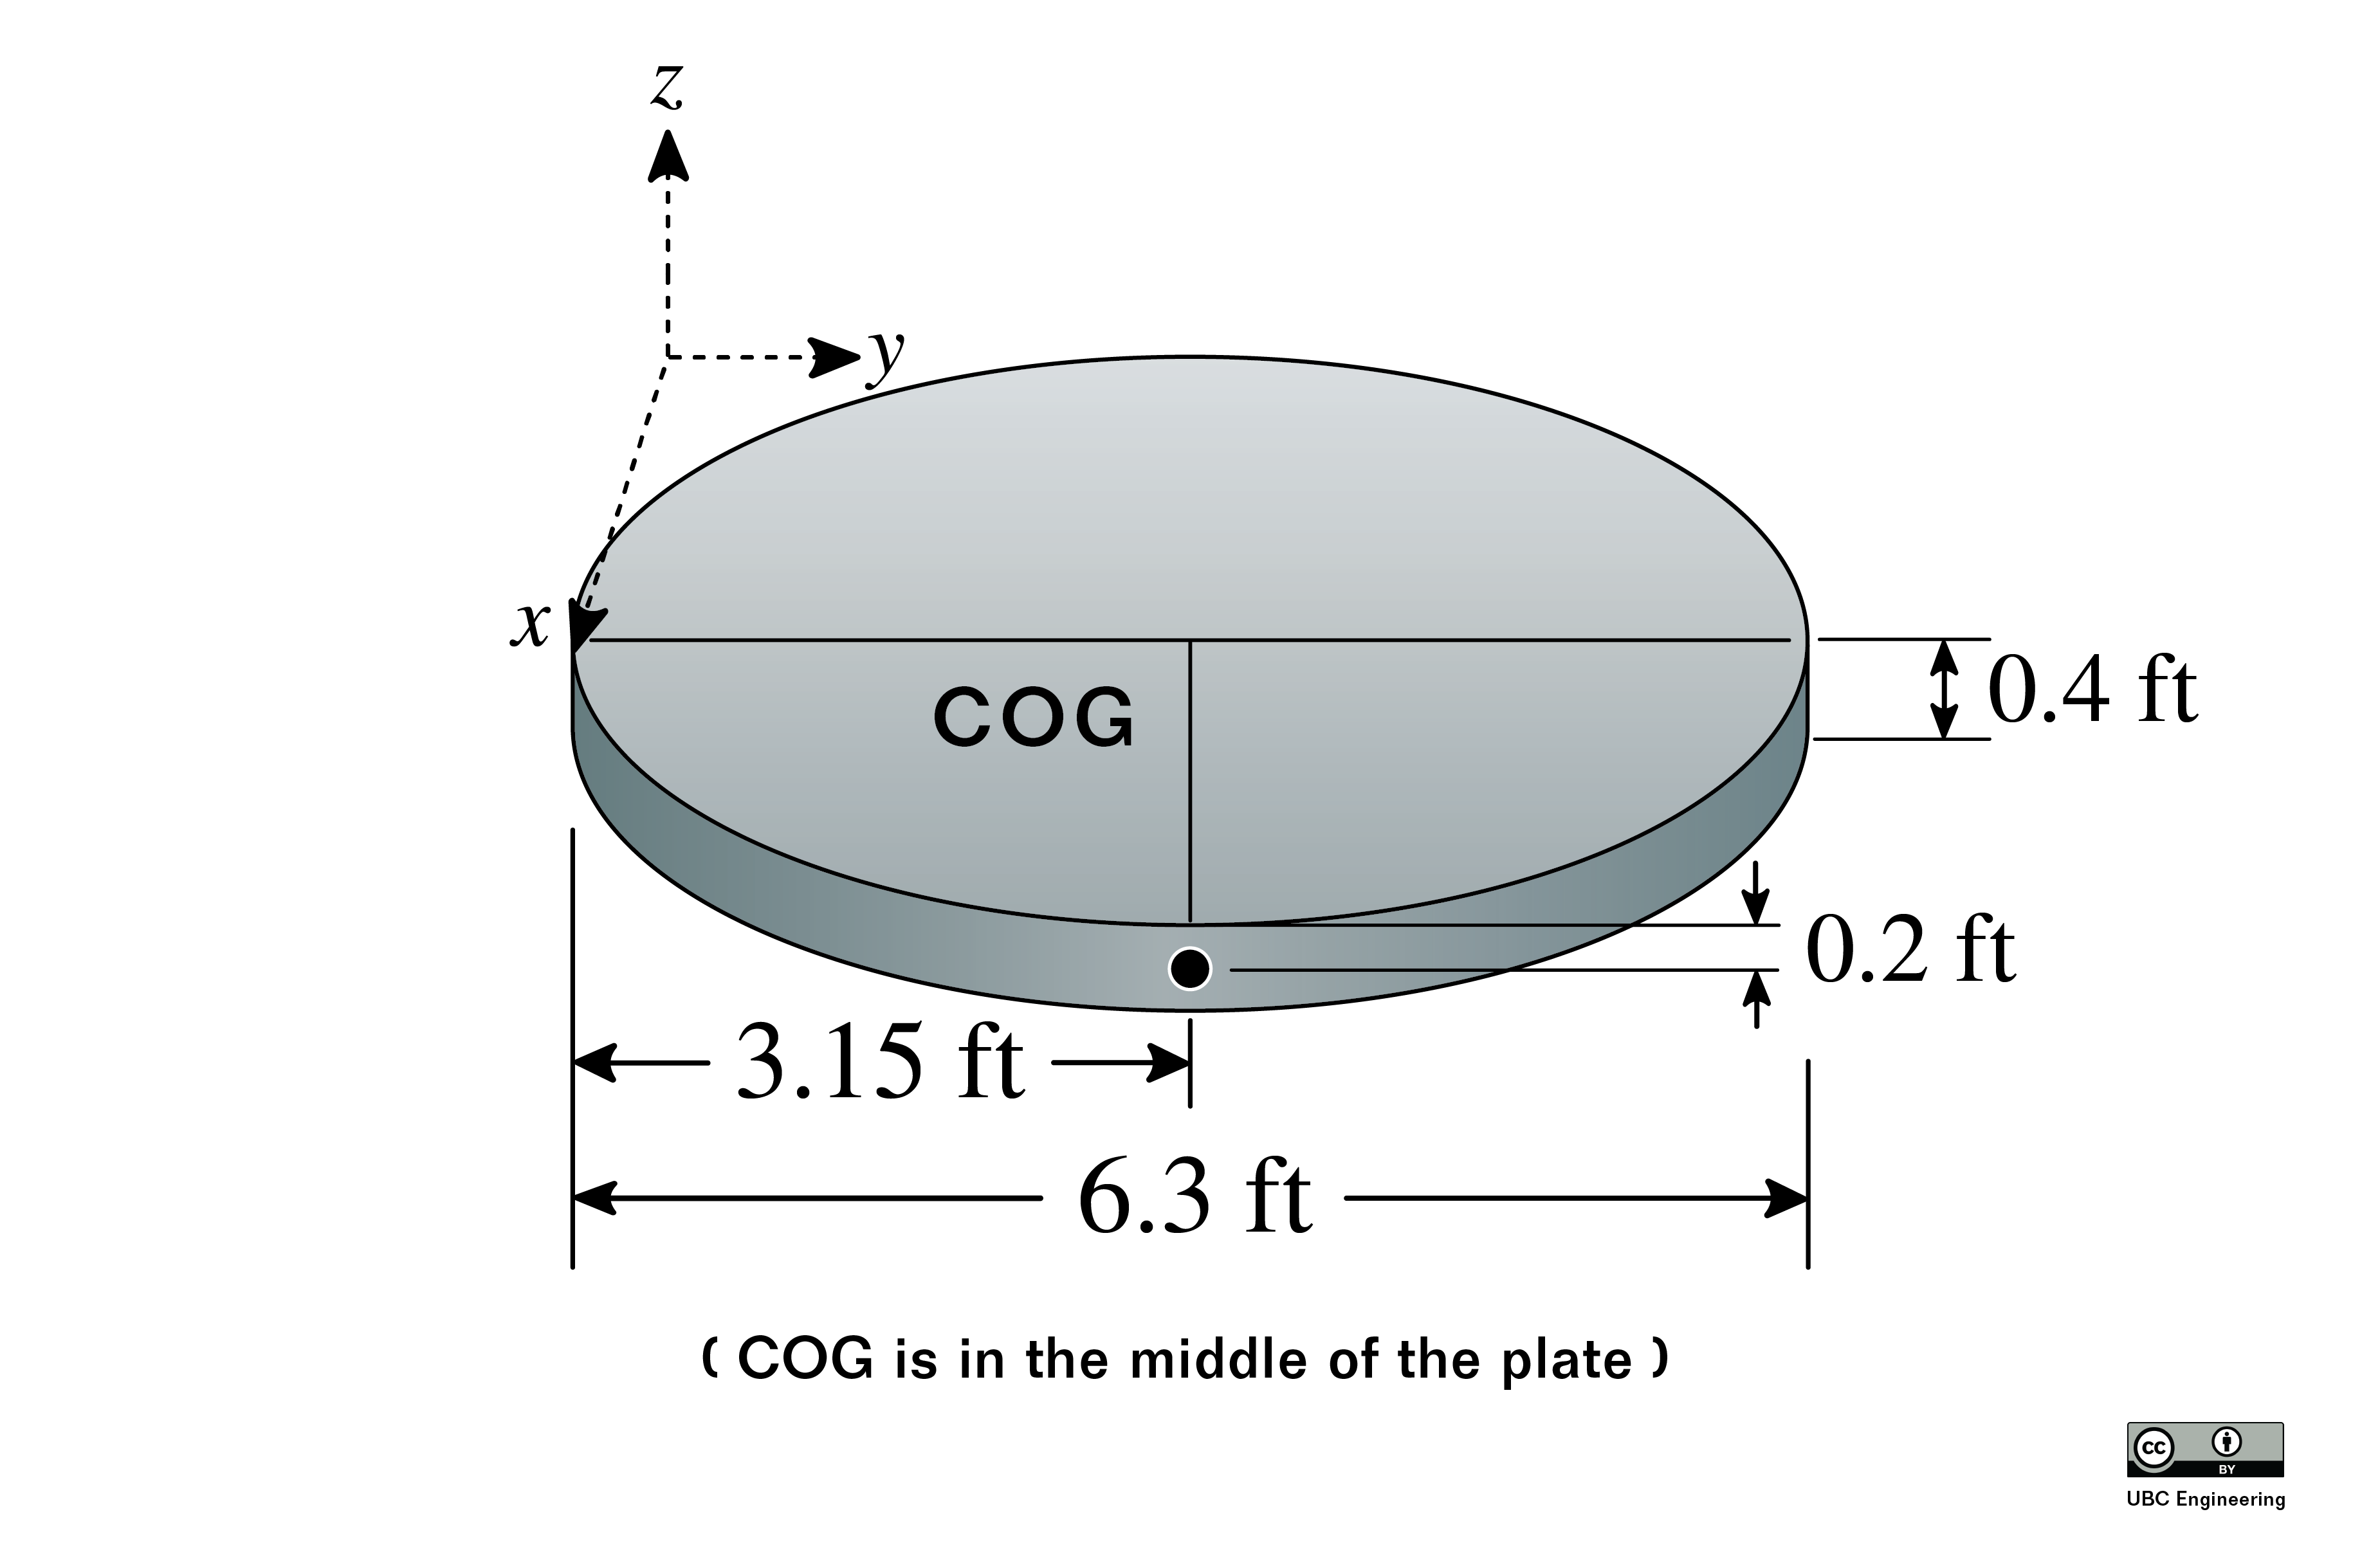 z
y
x
COG
0.4 ft
0.2 ft
3.15 ft
6.3 ft
( COG is in the middle of the plate )
cc
BY
UBC Engineering